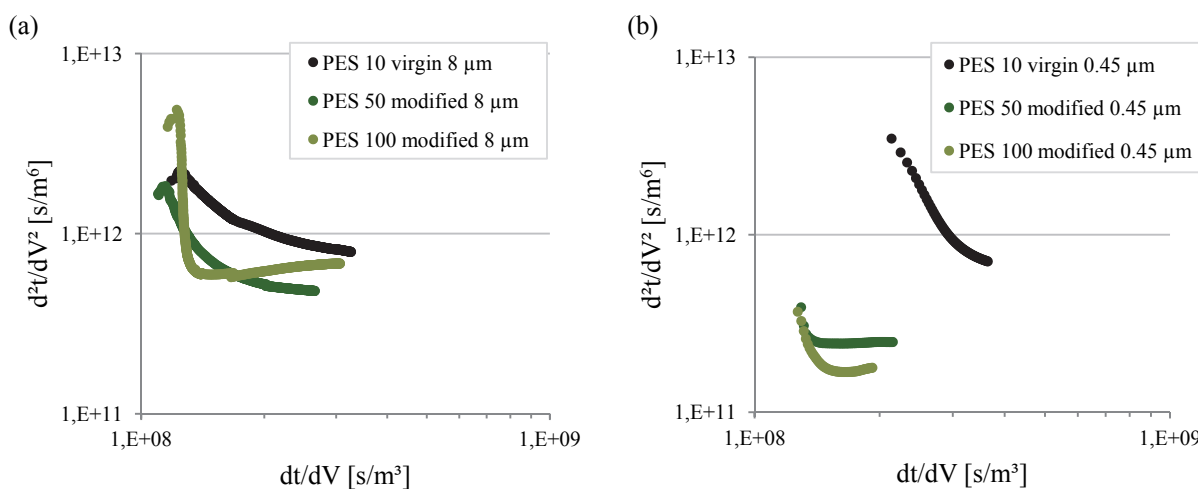 (a)
1,E+13
PES 10 virgin 8 µm
PES 50 modified 8 µm
PES 100 modified 8 µm
d²t/dV² [s/m⁶]
1,E+12
1,E+11
1,E+08
1,E+09
dt/dV [s/m³]
(b)
1,E+13
PES 10 virgin 0.45 µm
PES 50 modified 0.45 µm
PES 100 modified 0.45 µm
d²t/dV² [s/m⁶]
1,E+12
1,E+11
1,E+08
1,E+09
dt/dV [s/m³]